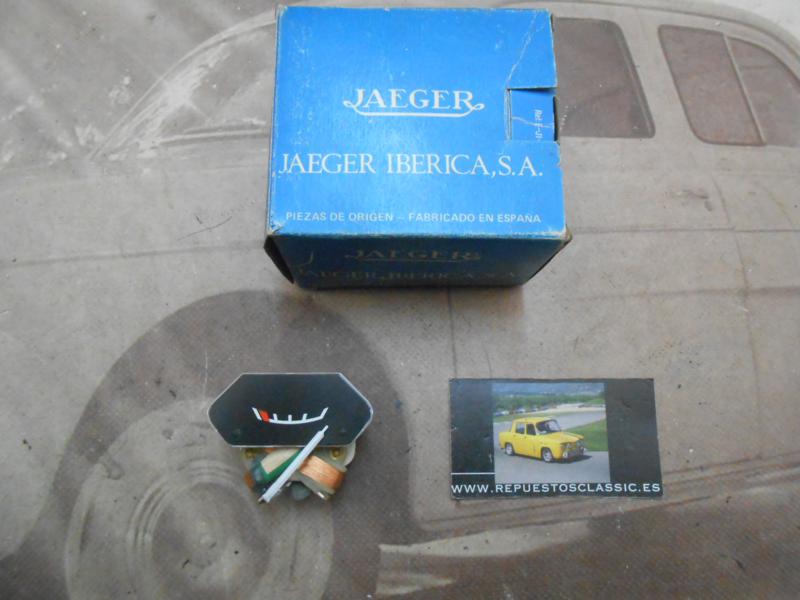 JAEGER
JAEGER IBERICA, S.A.
PIEZAS DE ORIGEN - FABRICADO EN ESPAÑA
JAEGER
JAEGER IBERICA, S.A.
WWW.REPUESTOSCLASSIC.ES